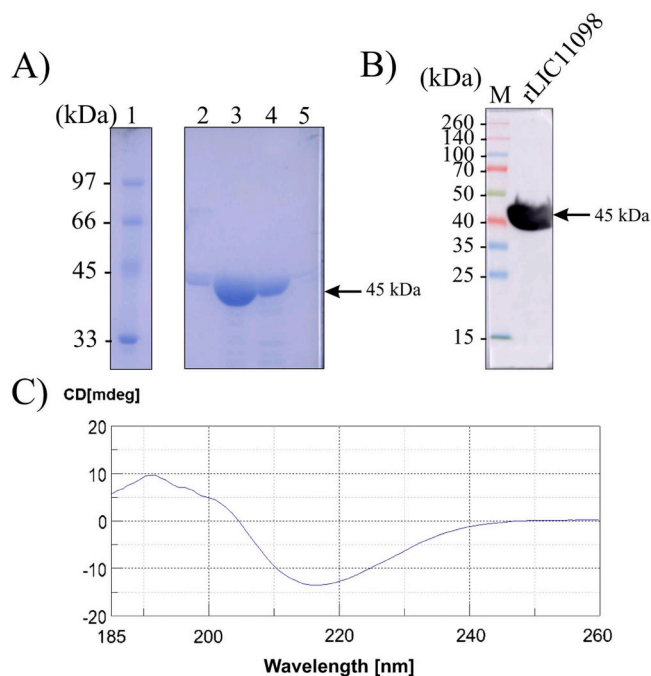 A)
(kDa) 1 2 3 4 5
97
66
45
33
45 kDa
B)
(kDa) M rLIC11098
260
140
100
70
50
40
35
25
15
45 kDa
C)
CD[mdeg]
20
10
0
-10
-20
185 200 220 240 260
Wavelength [nm]